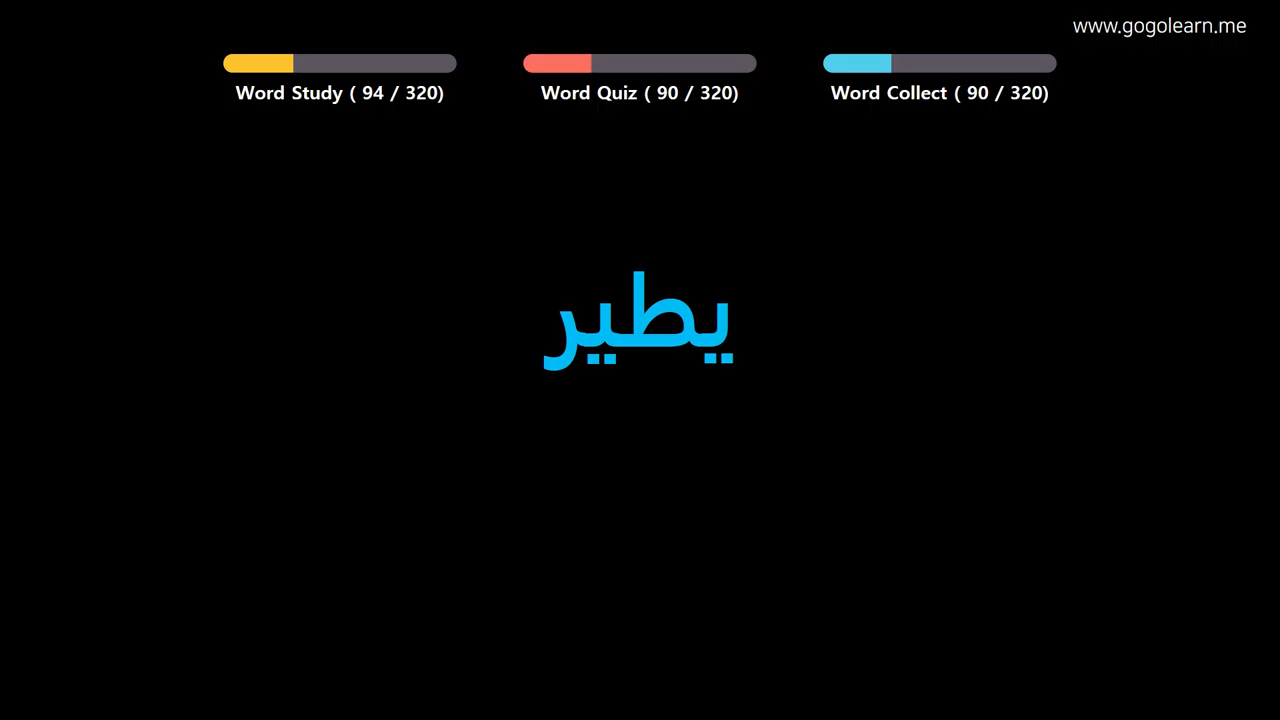 www.gogolearn.me
Word Study ( 94 / 320)
Word Quiz ( 90 / 320)
Word Collect ( 90 / 320)
يطير